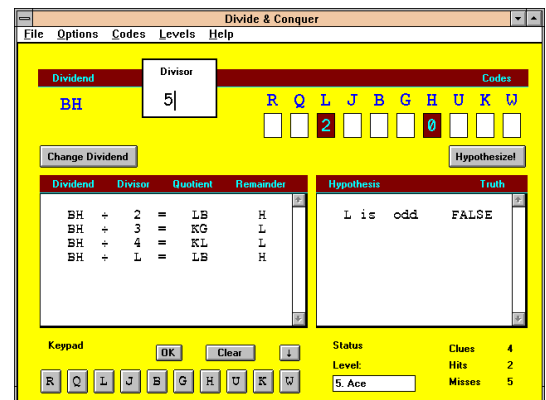 Divide & Conquer
File Options Codes Levels Help
Dividend Divisor Codes
BH 5 R Q L J B G H U K W
2 0
Change Dividend Hypothesize!
Dividend Divisor Quotient Remainder
BH ÷ 2 = LB H
BH ÷ 3 = KG L
BH ÷ 4 = KL L
BH ÷ L = LB H
Hypothesis Truth
L is odd FALSE
Keypad OK Clear ↓
R Q L J B G H U K W
Status
Level:
5. Ace
Clues 4
Hits 2
Misses 5